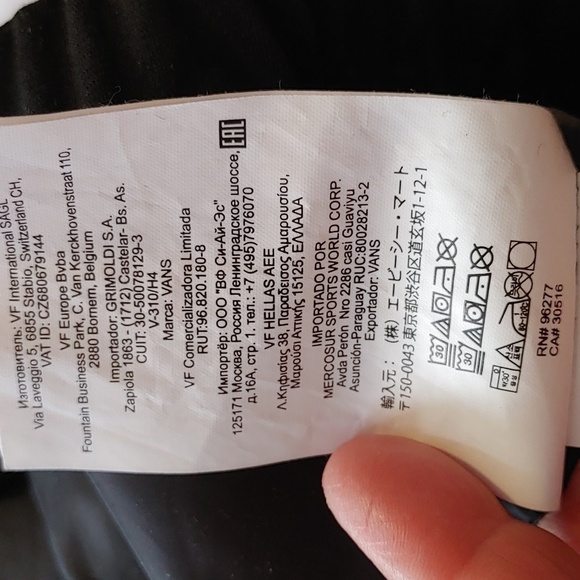 Изготовитель: VF International SAGL
Via Laveggio 5, 6855 Stabio, Switzerland CH,
VAT ID: CZ680679144
VF Europe Bvba
Fountain Business Park, C. Van Kerckhovenstraat 110,
2880 Bornem, Belgium
Importador: GRIMOLDI S.A.
Zapiola 1863 - (1712) Castelar- Bs. As.
CUIT: 30-50078129-3
V-310/H4
Marca: VANS
VF Comercializadora Limitada
RUT:96.820.180-8
Импортёр: ООО "ВФ Си-Ай-Эс" EAC
125171 Москва, Россия Ленинградское шоссе,
д.16А, стр. 1. тел.: +7 (495)7976070
VF HELLAS AEE
Λ.Κηφισίας 38, Παράδεισος Αμαρουσίου,
Μαρούσι Αττικής 15125, ΕΛΛΑΔΑ
IMPORTADO POR
MERCOSUR SPORTS WORLD CORP.
Avda Perón Nro 2286 casi Guaviyu
Asunción-Paraguay RUC:80028213-2
Exportador: VANS
輸入元： （株）エービーシー・マート
〒150-0043 東京都渋谷区道玄坂1-12-1
30
30
RN# 96277
CA# 30516